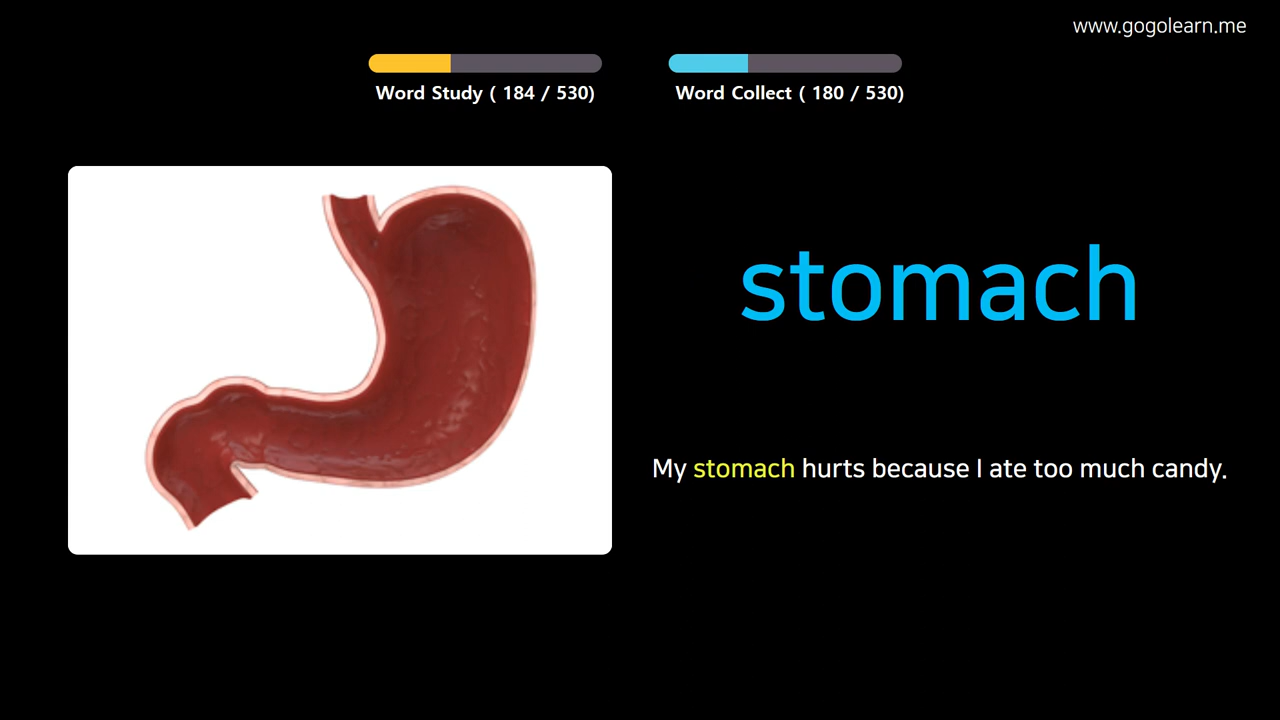 www.gogolearn.me
Word Study ( 184 / 530)
Word Collect ( 180 / 530)
stomach
My stomach hurts because I ate too much candy.